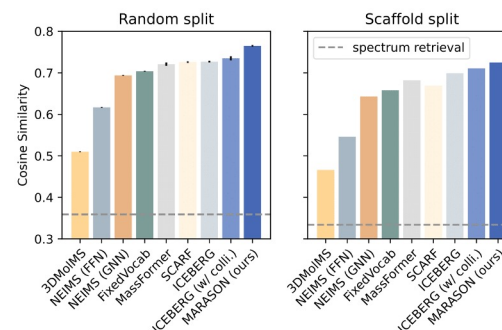 Random split
Scaffold split
Cosine Similarity
0.8
0.7
0.6
0.5
0.4
0.3
spectrum retrieval
3DMolMS
NEIMS (FFN)
NEIMS (GNN)
FixedVocab
MassFormer
SCARF
ICEBERG
ICEBERG (w/ colli.)
MARASON (ours)
3DMolMS
NEIMS (FFN)
NEIMS (GNN)
FixedVocab
MassFormer
SCARF
ICEBERG
ICEBERG (w/ colli.)
MARASON (ours)